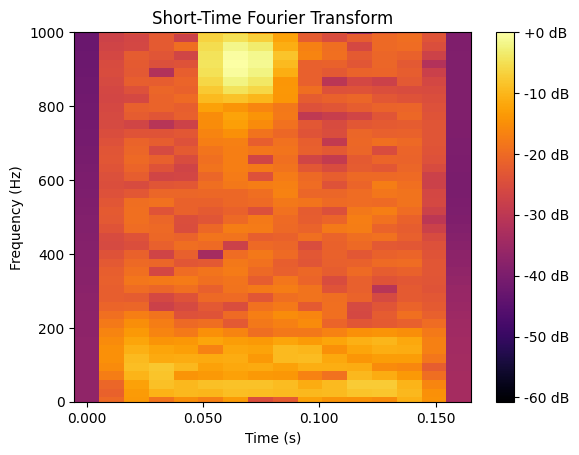 Short-Time Fourier Transform
Frequency (Hz)
1000
800
600
400
200
0
0.000
0.050
0.100
0.150
Time (s)
+0 dB
-10 dB
-20 dB
-30 dB
-40 dB
-50 dB
-60 dB